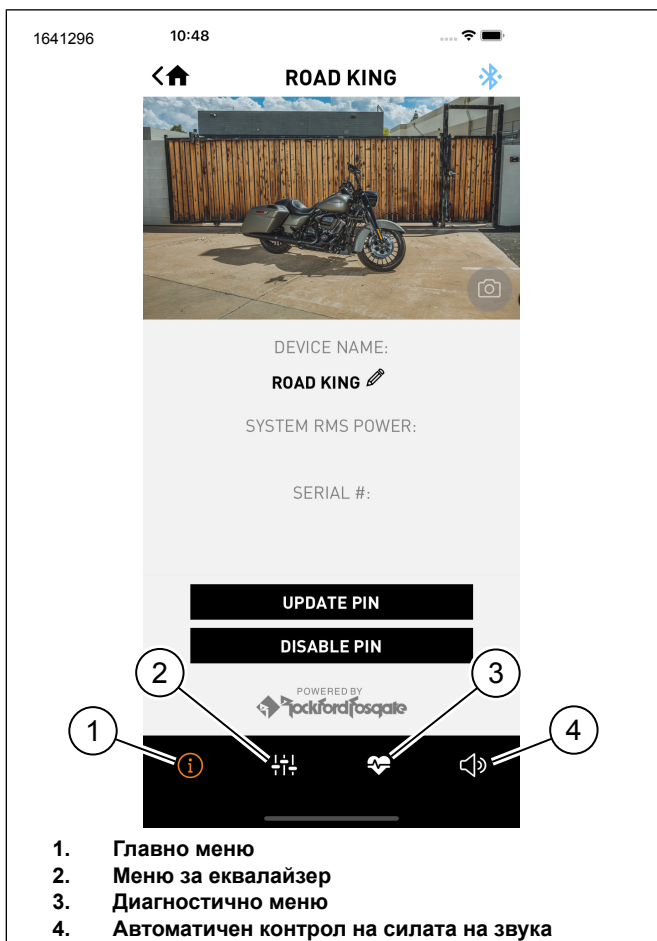 1641296
10:48
ROAD KING
DEVICE NAME:
ROAD KING
SYSTEM RMS POWER:
SERIAL #:
UPDATE PIN
DISABLE PIN
POWERED BY
Rockford Fosgate
1
2
3
4
1. Главно меню
2. Меню за еквалайзер
3. Диагностично меню
4. Автоматичен контрол на силата на звука